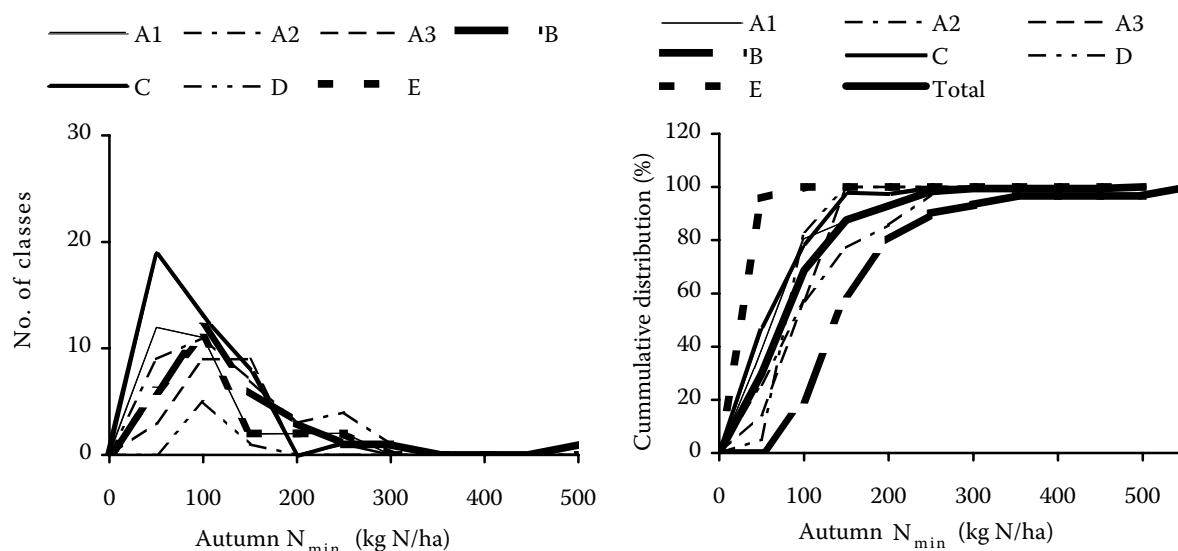 A1 A2 A3 B
C D E
30
20
10
0
No. of classes
0 100 200 300 400 500
Autumn N min (kg N/ha)
A1 A2 A3
B C D
E Total
120
100
80
60
40
20
0
Cummulative distribution (%)
0 100 200 300 400 500
Autumn N min (kg N/ha)